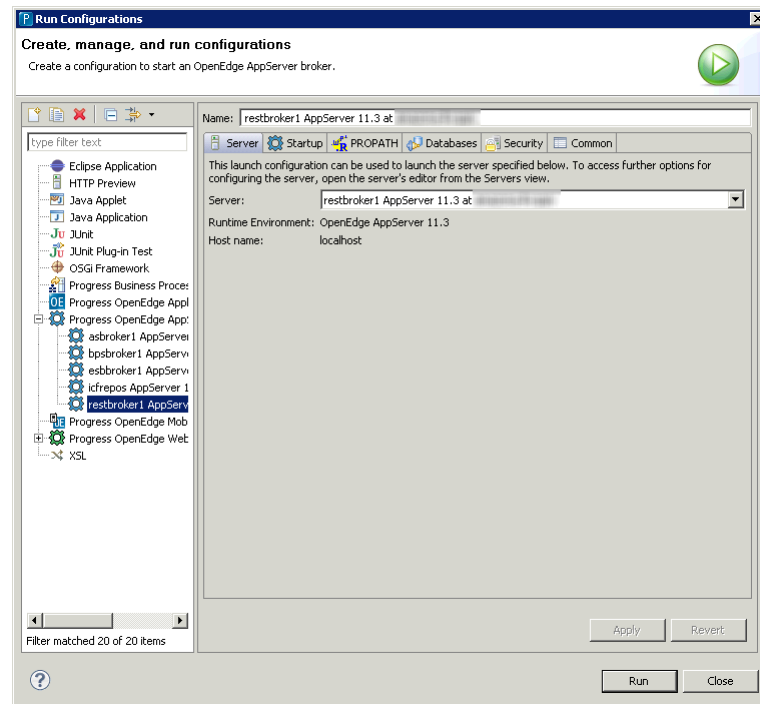 Run Configurations
Create, manage, and run configurations
Create a configuration to start an OpenEdge AppServer broker.
Name: restbroker1 AppServer 11.3 at
type filter text
Server Startup PROPATH Databases Security Common
This launch configuration can be used to launch the server specified below. To access further options for
configuring the server, open the server's editor from the Servers view.
Server: restbroker1 AppServer 11.3 at
Runtime Environment: OpenEdge AppServer 11.3
Host name: localhost
Eclipse Application
HTTP Preview
Java Applet
Java Application
Ju JUnit
Jü JUnit Plug-in Test
OSGi Framework
Progress Business Proces
OE Progress OpenEdge Appl
Progress OpenEdge App
asbroker1 AppServer
bpsbroker1 AppServ
esbbroker1 AppServ
icfrepos AppServer 1
restbroker1 AppServ
Progress OpenEdge Mob
Progress OpenEdge Web
XSL
Filter matched 20 of 20 items
Apply Revert
? Run Close